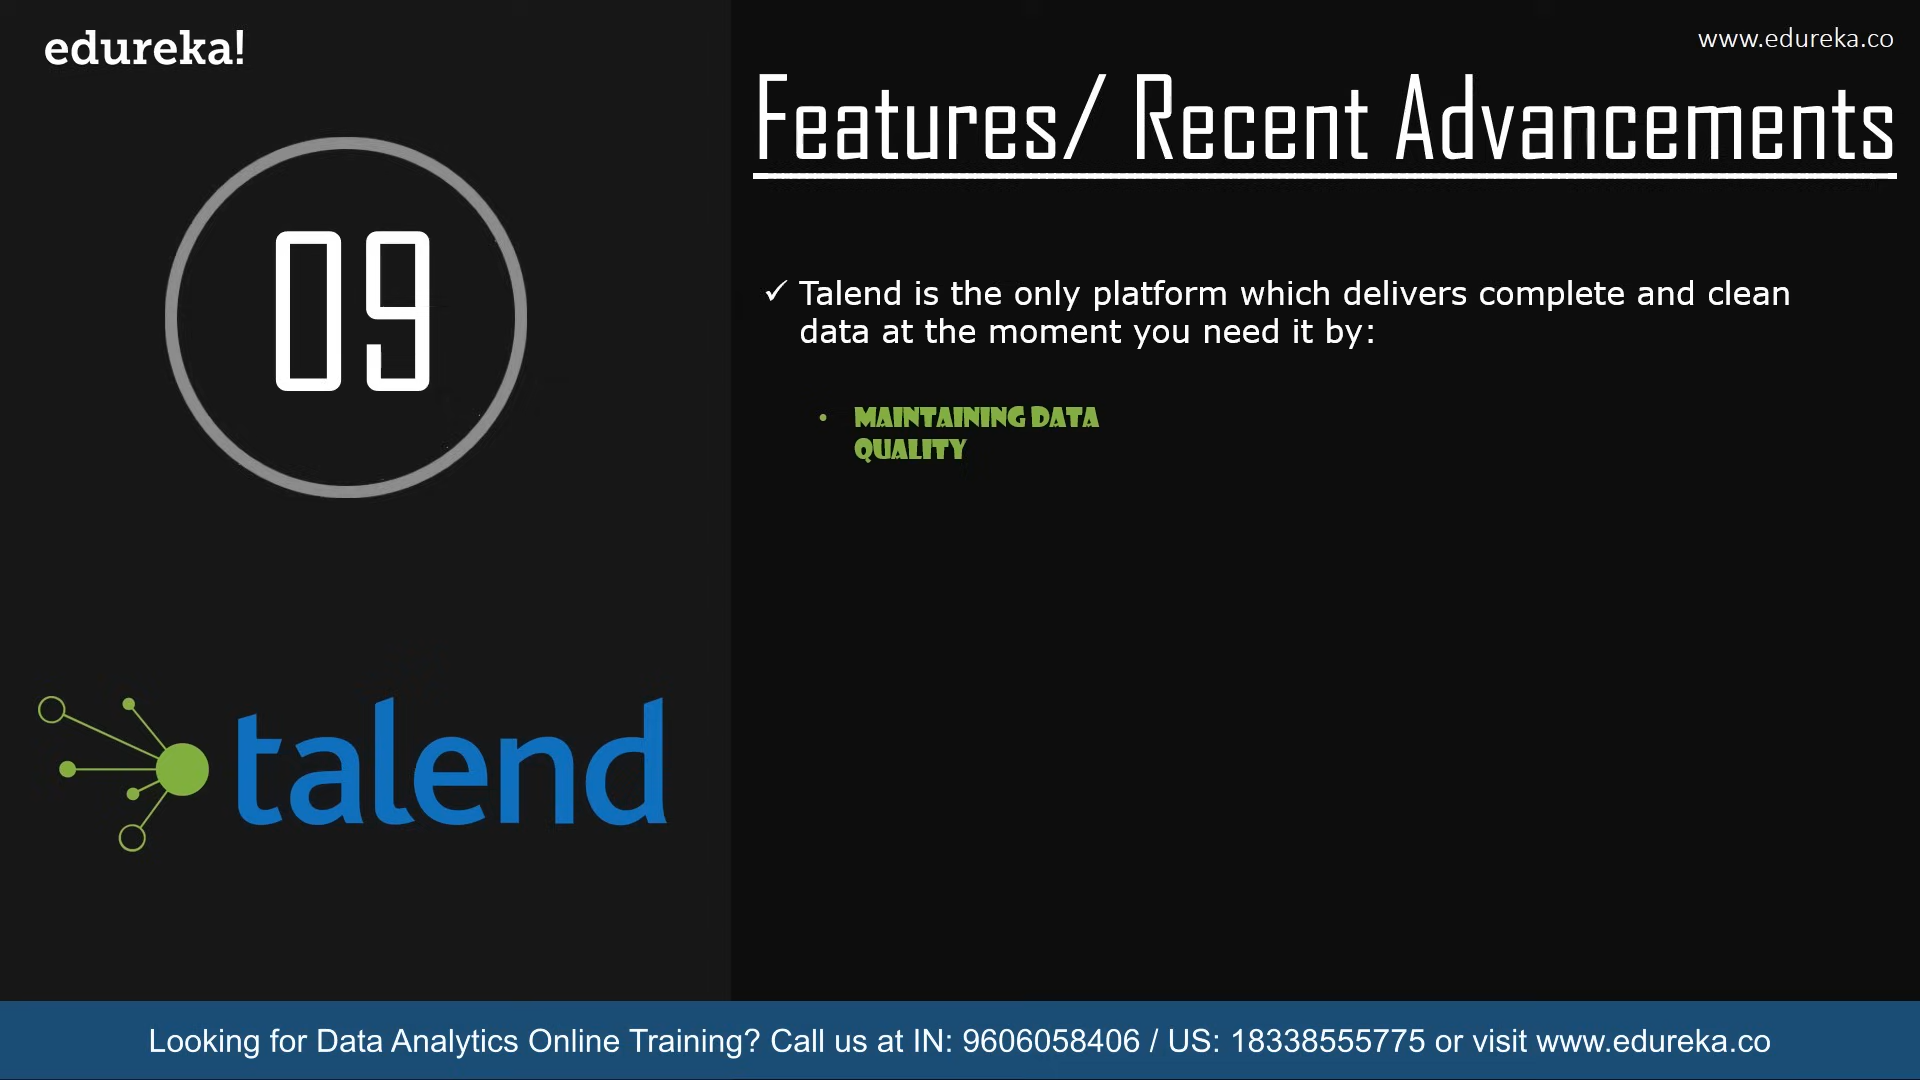 edureka!
www.edureka.co
Features/ Recent Advancements
09
✓ Talend is the only platform which delivers complete and clean
data at the moment you need it by:
• MAINTAINING DATA
QUALITY
talend
Looking for Data Analytics Online Training? Call us at IN: 9606058406 / US: 18338555775 or visit www.edureka.co